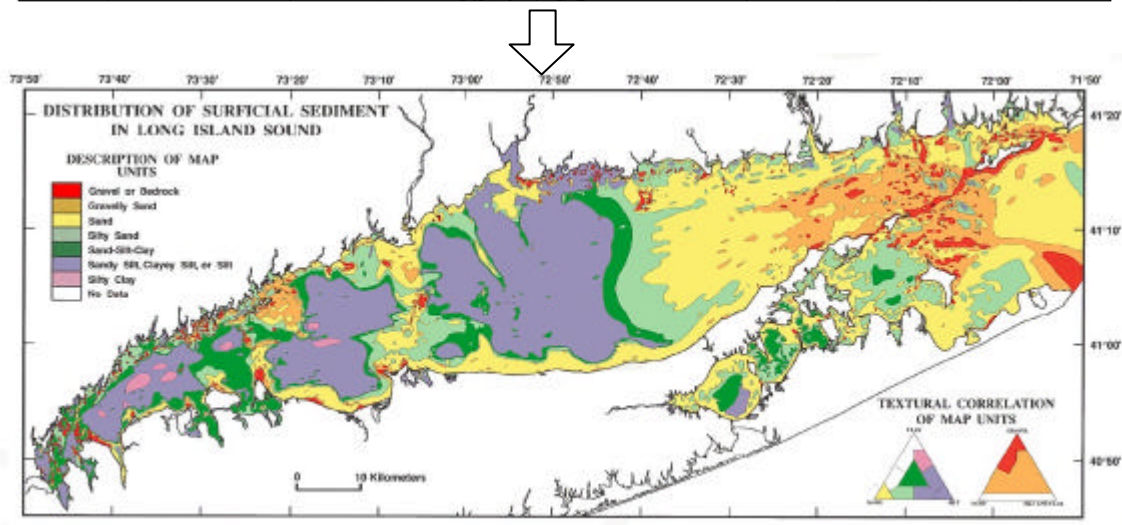 73°50' 73°40' 73°30' 73°20' 73°10' 73°00' 72°50' 72°40' 72°30' 72°20' 72°10' 72°00' 71°50'
DISTRIBUTION OF SURFICIAL SEDIMENT
IN LONG ISLAND SOUND
DESCRIPTION OF MAP
UNITS
Gravel or Bedrock
Gravelly Sand
Sand
Silty Sand
Sand-Silt-Clay
Sandy Silt, Clayey Silt, or Silt
Silty Clay
No Data
41°20'
41°10'
41°00'
40°50'
0 10 Kilometers
TEXTURAL CORRELATION
OF MAP UNITS
CLAY
GRAVEL
SAND